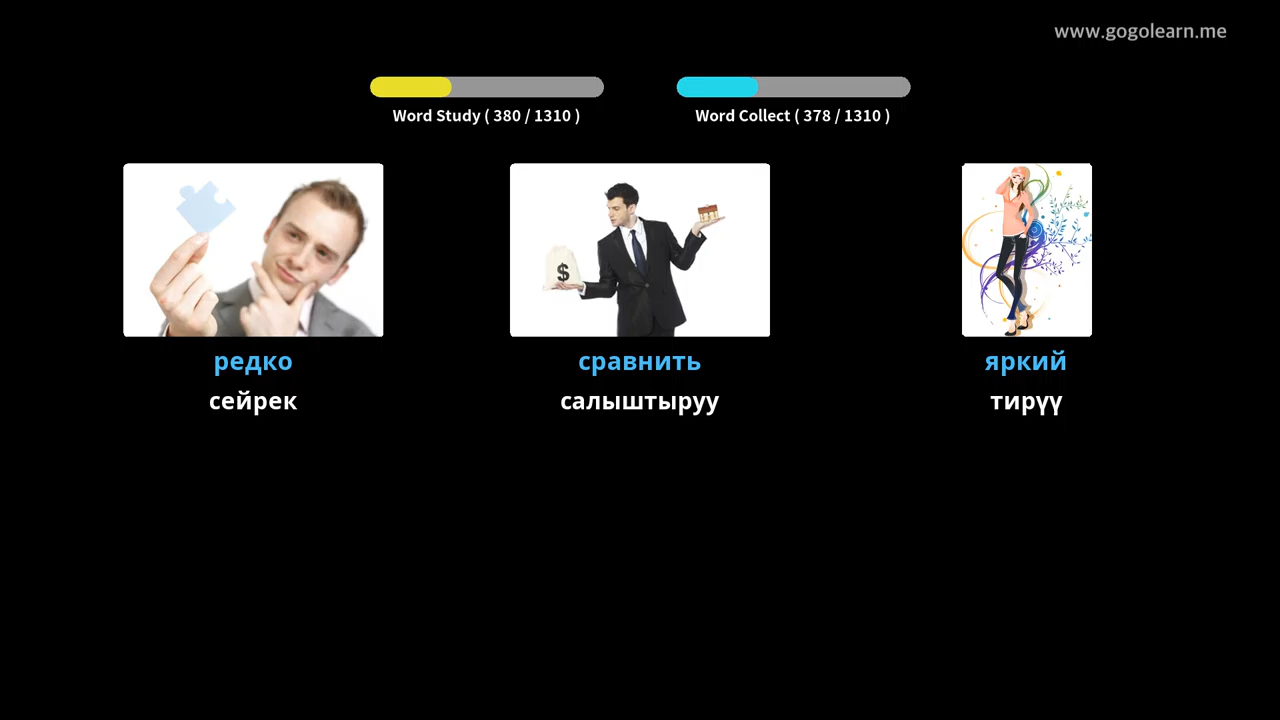 www.gogolearn.me
Word Study ( 380 / 1310 )
Word Collect ( 378 / 1310 )
$
редко
сравнить
яркий
сейрек
салыштыруу
тирүү